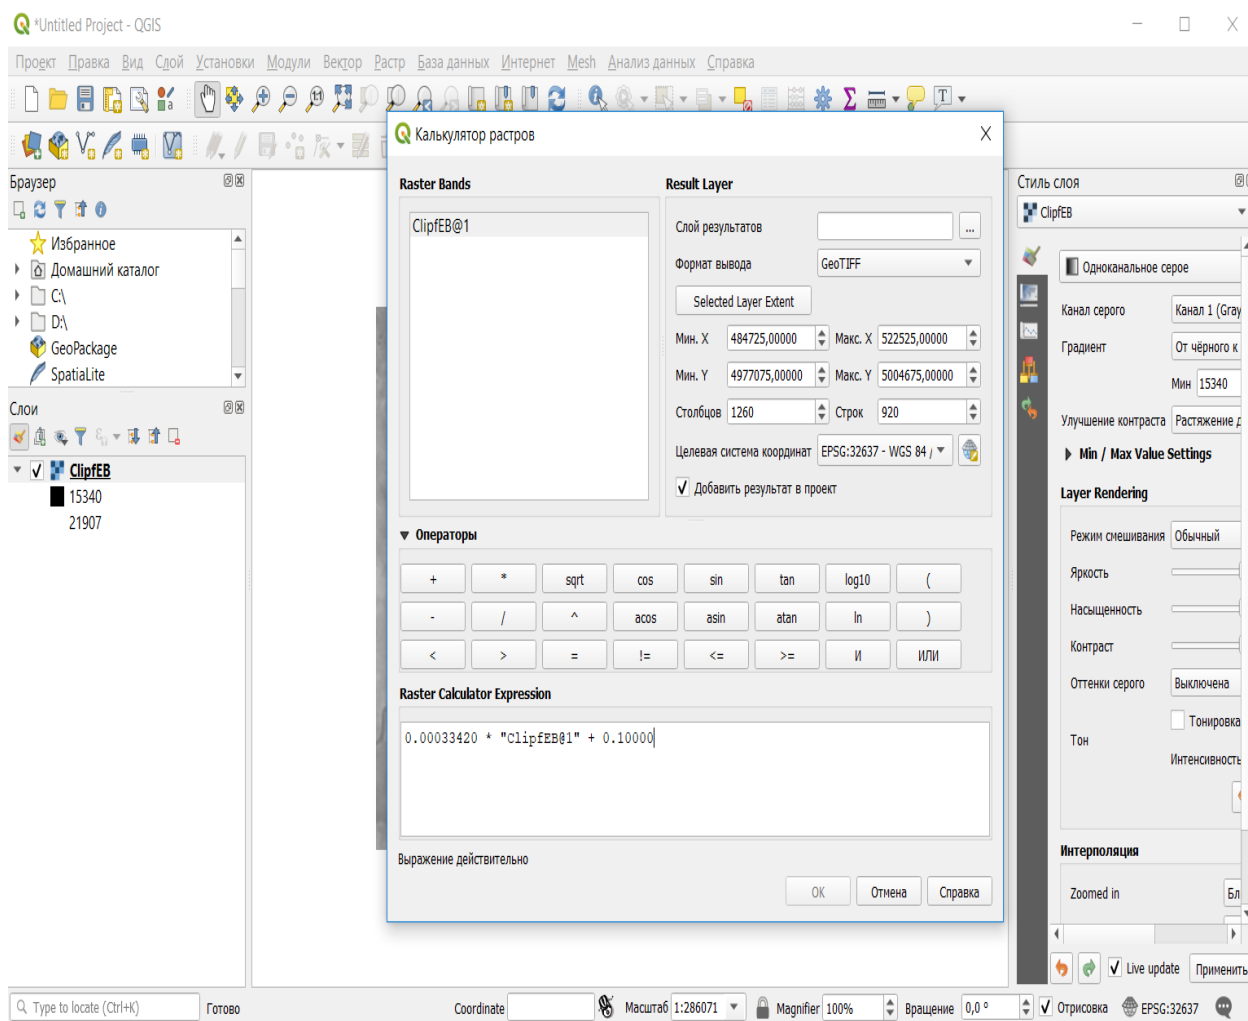 *Untitled Project - QGIS
Проект Правка Вид Слой Установки Модули Вектор Растр База данных Интернет Mesh Анализ данных Справка
Калькулятор растров
Raster Bands
ClipfEB@1
Result Layer
Слой результатов
...
Формат вывода GeoTIFF
Selected Layer Extent
Мин. X 484725,00000 Макс. X 522525,00000
Мин. Y 4977075,00000 Макс. Y 5004675,00000
Столбцов 1260 Строк 920
Целевая система координат EPSG:32637 - WGS 84 /
Добавить результат в проект
Операторы
+ * sqrt cos sin tan log10 (
- / ^ acos asin atan ln )
< > = != <= >= И ИЛИ
Raster Calculator Expression
0.00033420 * "ClipfEB@1" + 0.10000
Выражение действительно
OK Отмена Справка
Браузер
Избранное
Домашний каталог
C:\
D:\
GeoPackage
SpatiaLite
Слои
ClipfEB
15340
21907
Стиль слоя
ClipfEB
Одноканальное серое
Канал серого Канал 1 (Gray
Градиент От чёрного к
Мин 15340
Улучшение контраста Растяжение д
Min / Max Value Settings
Layer Rendering
Режим смешивания Обычный
Яркость
Насыщенность
Контраст
Оттенки серого Выключена
Тон
Тонировка
Интенсивность
Интерполяция
Zoomed in Бл
Live update Применить
Type to locate (Ctrl+K) Готово Coordinate Масштаб 1:286071 Magnifier 100% Вращение 0,0 ° Отрисовка EPSG:32637